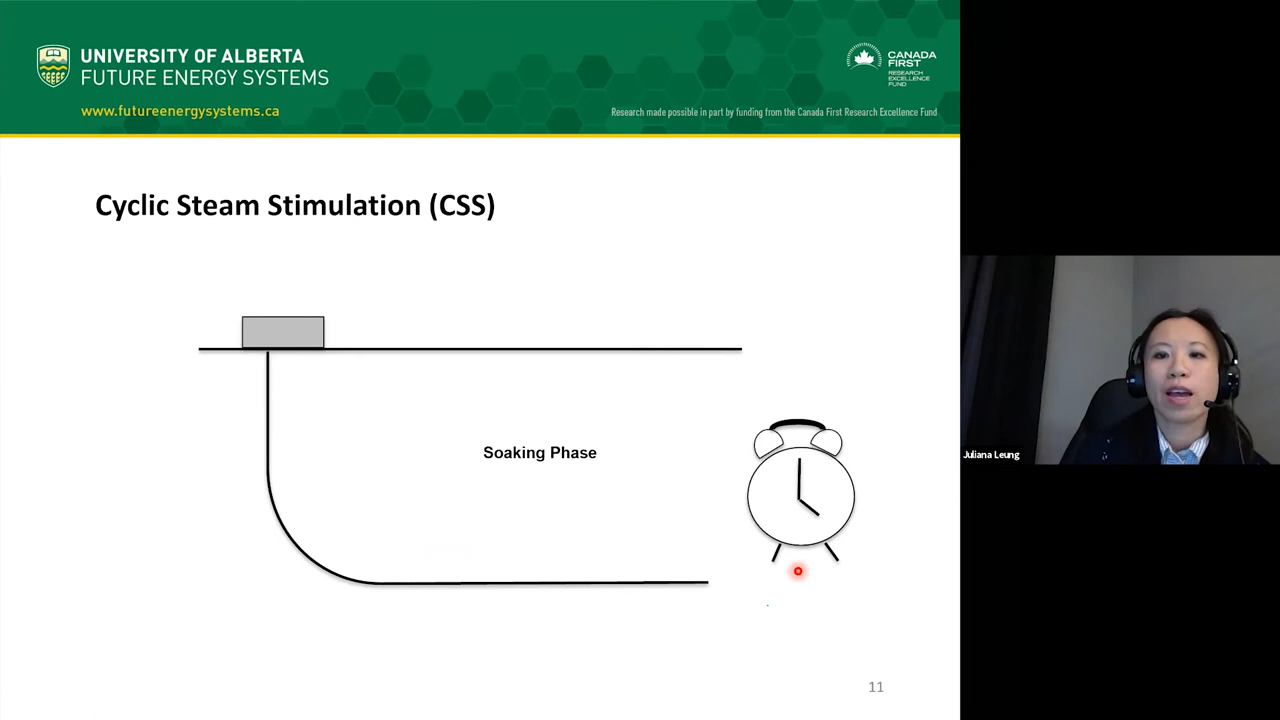 UNIVERSITY OF ALBERTA
FUTURE ENERGY SYSTEMS
www.futureenergysystems.ca
CANADA
FIRST
RESEARCH
EXCELLENCE
FUND
Research made possible in part by funding from the Canada First Research Excellence Fund
Cyclic Steam Stimulation (CSS)
Soaking Phase
11
Juliana Leung